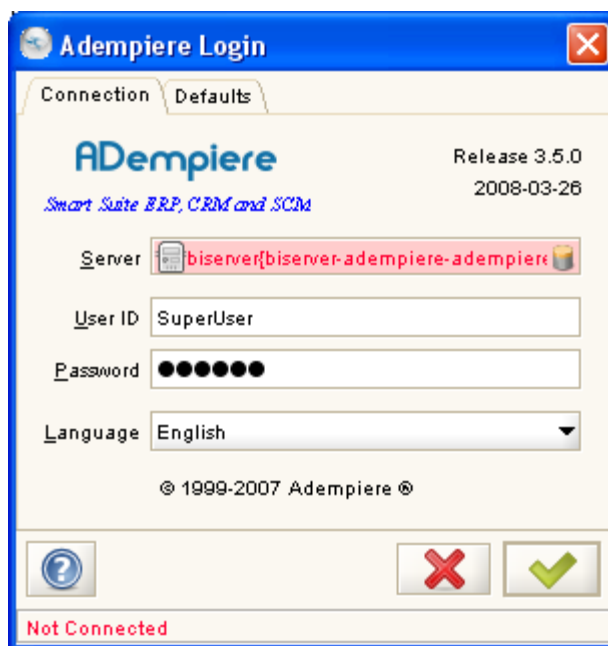 Adempiere Login
Connection Defaults
ADempiere
Release 3.5.0
2008-03-26
Smart Suite ERP, CRM and SCM
Server biserver{biserver-adempiere-adempiere
User ID SuperUser
Password ●●●●●●
Language English
© 1999-2007 Adempiere ®
Not Connected